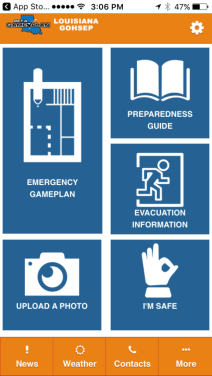 App Sto... 3:06 PM 47%
GAMEPLAN
LOUISIANA
GOHSEP
PREPAREDNESS
GUIDE
EMERGENCY
GAMEPLAN
EVACUATION
INFORMATION
UPLOAD A PHOTO
I'M SAFE
News Weather Contacts More